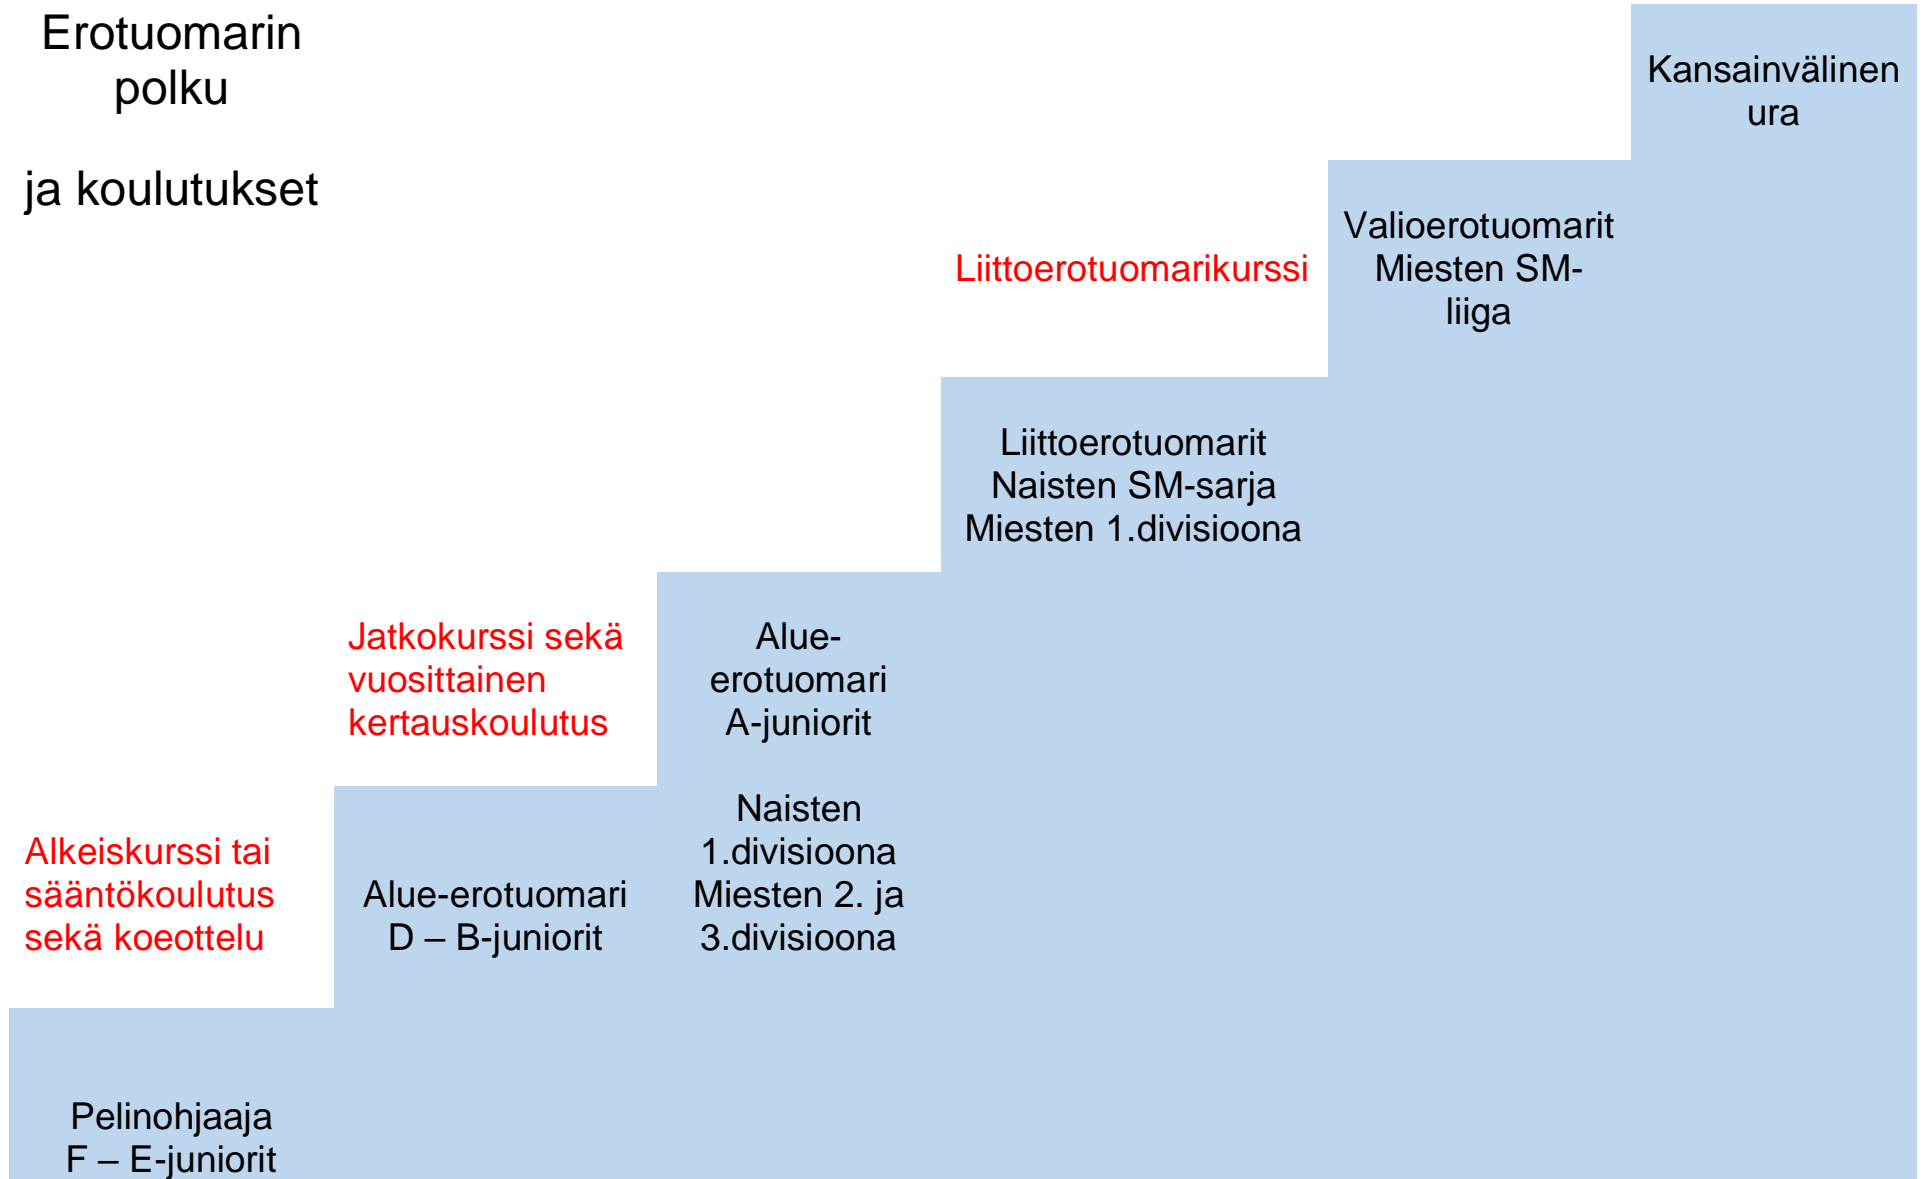 Erotuomarin
polku
ja koulutukset
Kansainvälinen
ura
Valioerotuomarit
Miesten SM-
liiga
Liittoerotuomarikurssi
Liittoerotuomarit
Naisten SM-sarja
Miesten 1.divisioona
Jatkokurssi sekä
vuosittainen
kertauskoulutus
Alue-
erotuomari
A-juniorit
Naisten
1.divisioona
Miesten 2. ja
3.divisioona
Alkeiskurssi tai
sääntökoulutus
sekä koeottelu
Alue-erotuomari
D – B-juniorit
Pelinohjaaja
F – E-juniorit